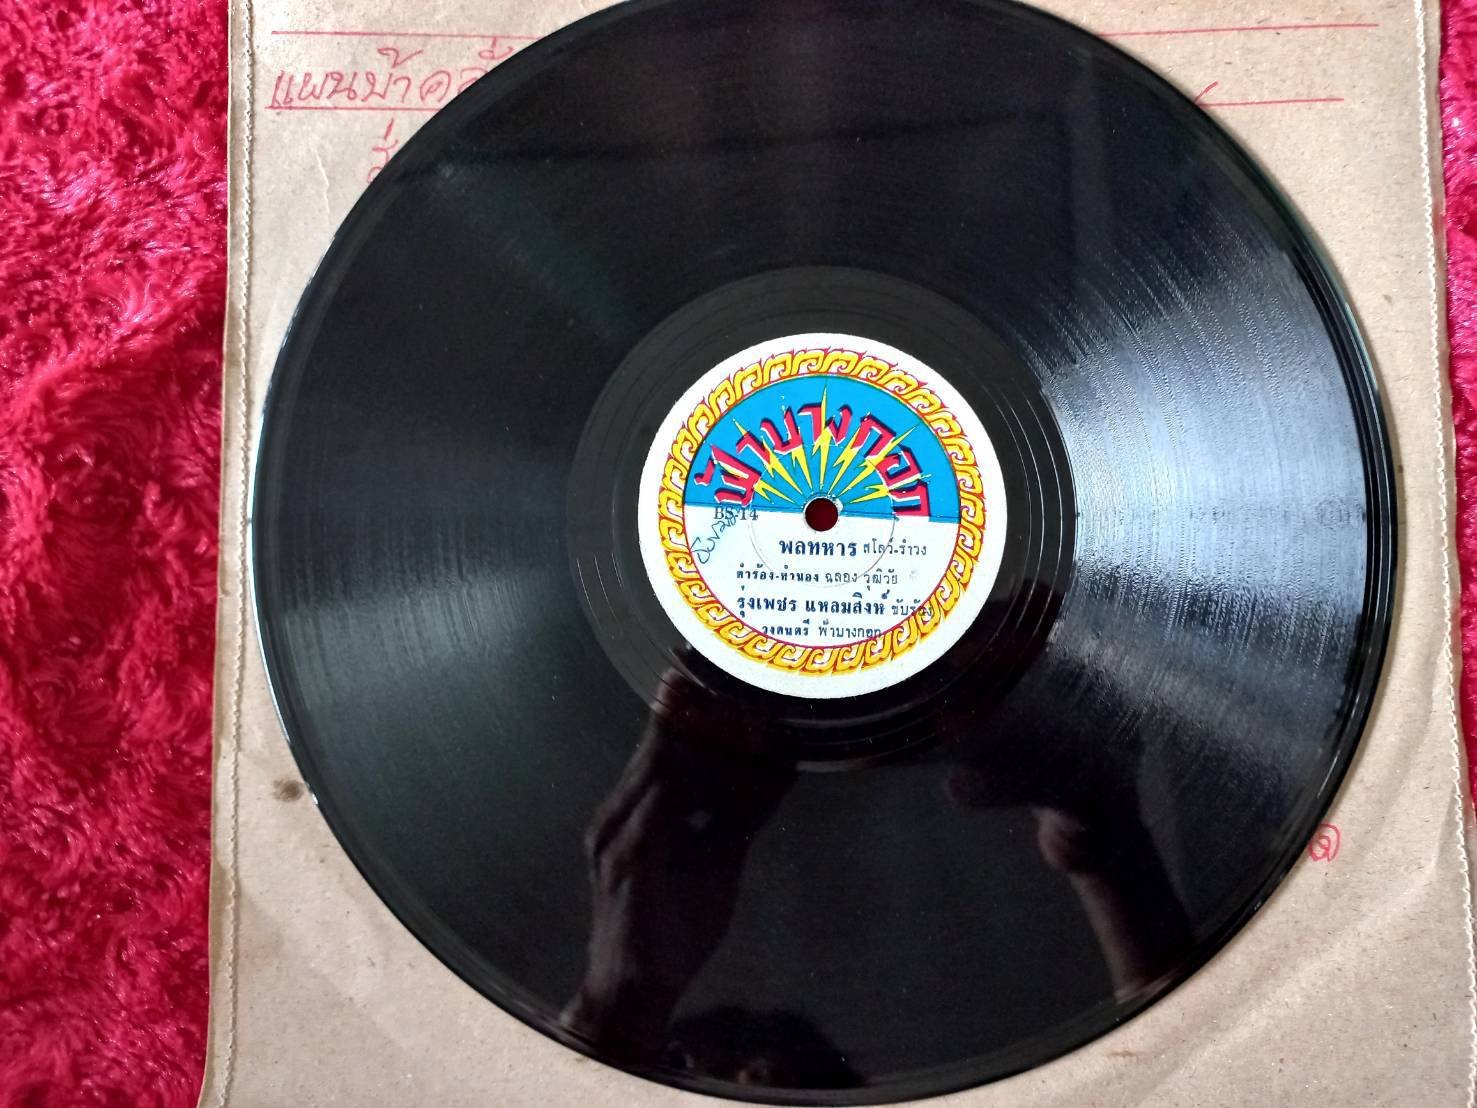 แผ่นบ้า
ฟ้าบางกอก
BS-14
พลทหาร สโลว์-รำวง
คำร้อง-ทำนอง ฉลอง วุฒิวัย
รุ่งเพชร แหลมสิงห์ ขับร้อง
วงดนตรี ฟ้าบางกอก